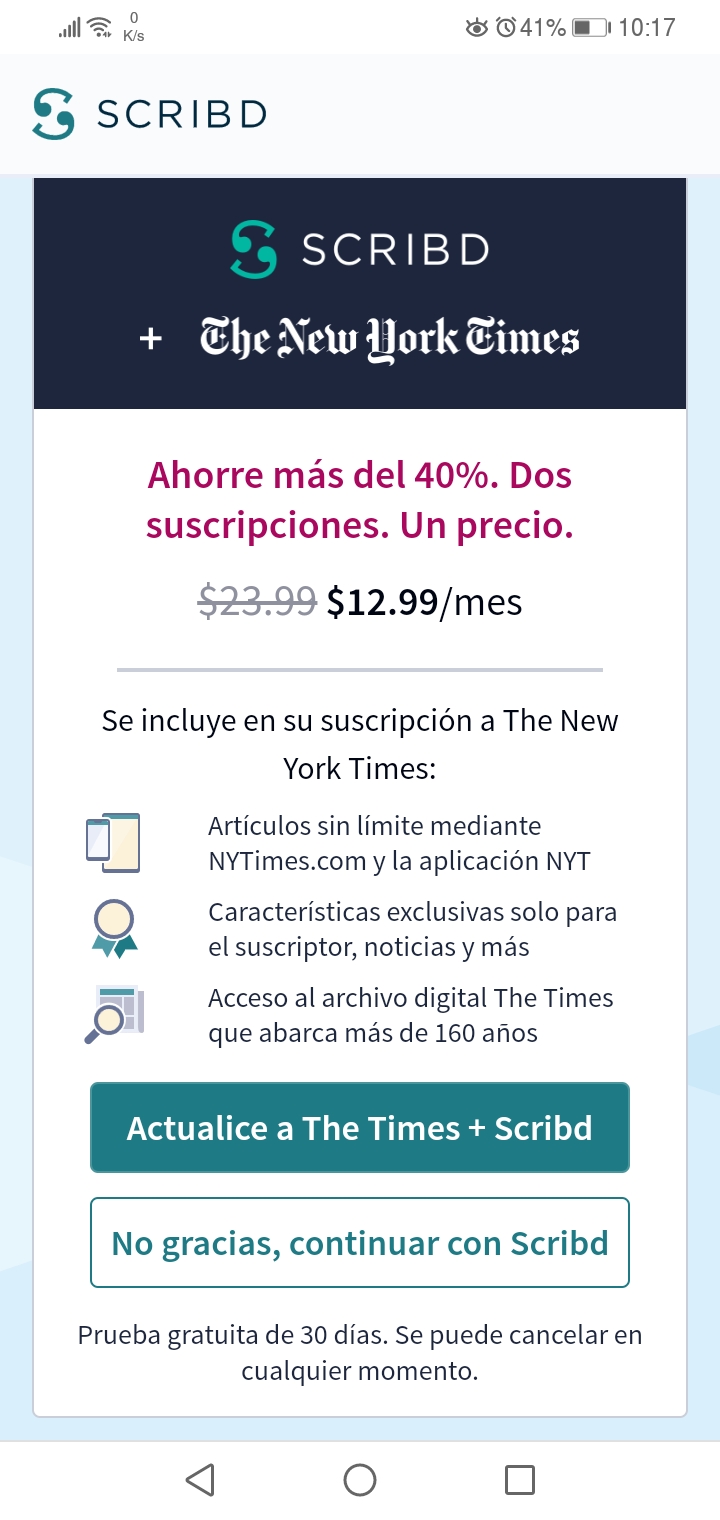 0
K/s
41%
10:17
SCRIBD
SCRIBD
+ The New York Times
Ahorre más del 40%. Dos
suscripciones. Un precio.
$23.99 $12.99/mes
Se incluye en su suscripción a The New
York Times:
Artículos sin límite mediante
NYTimes.com y la aplicación NYT
Características exclusivas solo para
el suscriptor, noticias y más
Acceso al archivo digital The Times
que abarca más de 160 años
Actualice a The Times + Scribd
No gracias, continuar con Scribd
Prueba gratuita de 30 días. Se puede cancelar en
cualquier momento.